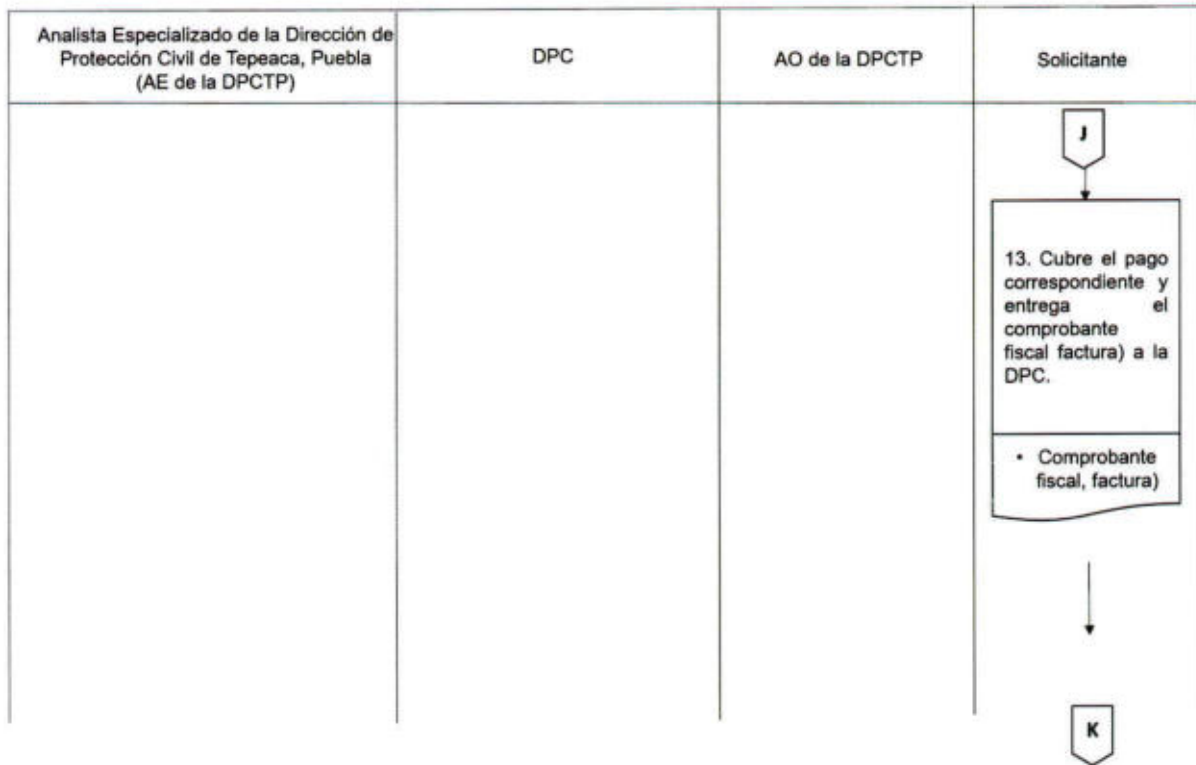 Analista Especializado de la Dirección de
Protección Civil de Tepeaca, Puebla
(AE de la DPCTP)
DPC
AO de la DPCTP
Solicitante
J
13. Cubre el pago
correspondiente y
entrega el
comprobante
fiscal factura) a la
DPC.
• Comprobante
fiscal, factura)
K